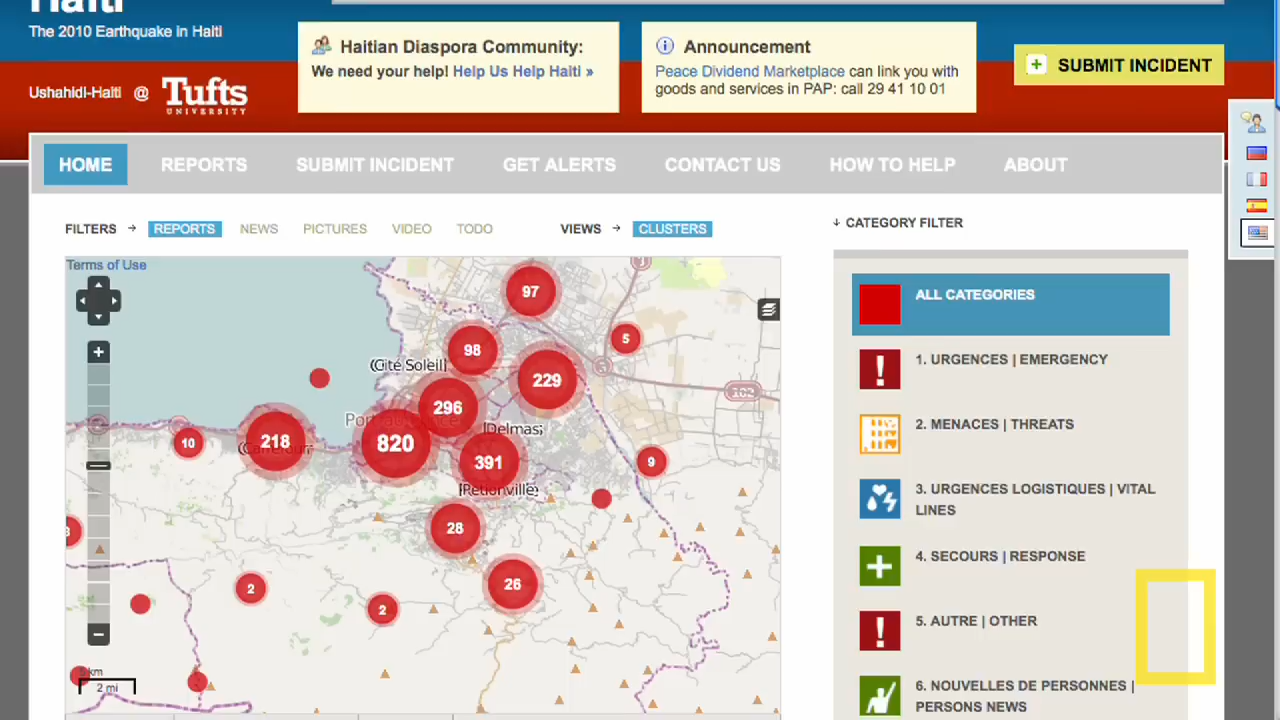 Haiti
The 2010 Earthquake in Haiti
Haitian Diaspora Community:
We need your help! Help Us Help Haiti »
Announcement
Peace Dividend Marketplace can link you with
goods and services in PAP: call 29 41 10 01
SUBMIT INCIDENT
Ushahidi-Haiti @ Tufts
UNIVERSITY
HOME REPORTS SUBMIT INCIDENT GET ALERTS CONTACT US HOW TO HELP ABOUT
FILTERS → REPORTS NEWS PICTURES VIDEO TODO VIEWS → CLUSTERS
↓ CATEGORY FILTER
Terms of Use
97
5
98
Cité Soleil
229
296
820
218
10
Delmas
391
9
Petionville
28
26
2
2
3
km
2 mi
102
ALL CATEGORIES
1. URGENCES | EMERGENCY
2. MENACES | THREATS
3. URGENCES LOGISTIQUES | VITAL
LINES
4. SECOURS | RESPONSE
5. AUTRE | OTHER
6. NOUVELLES DE PERSONNES |
PERSONS NEWS